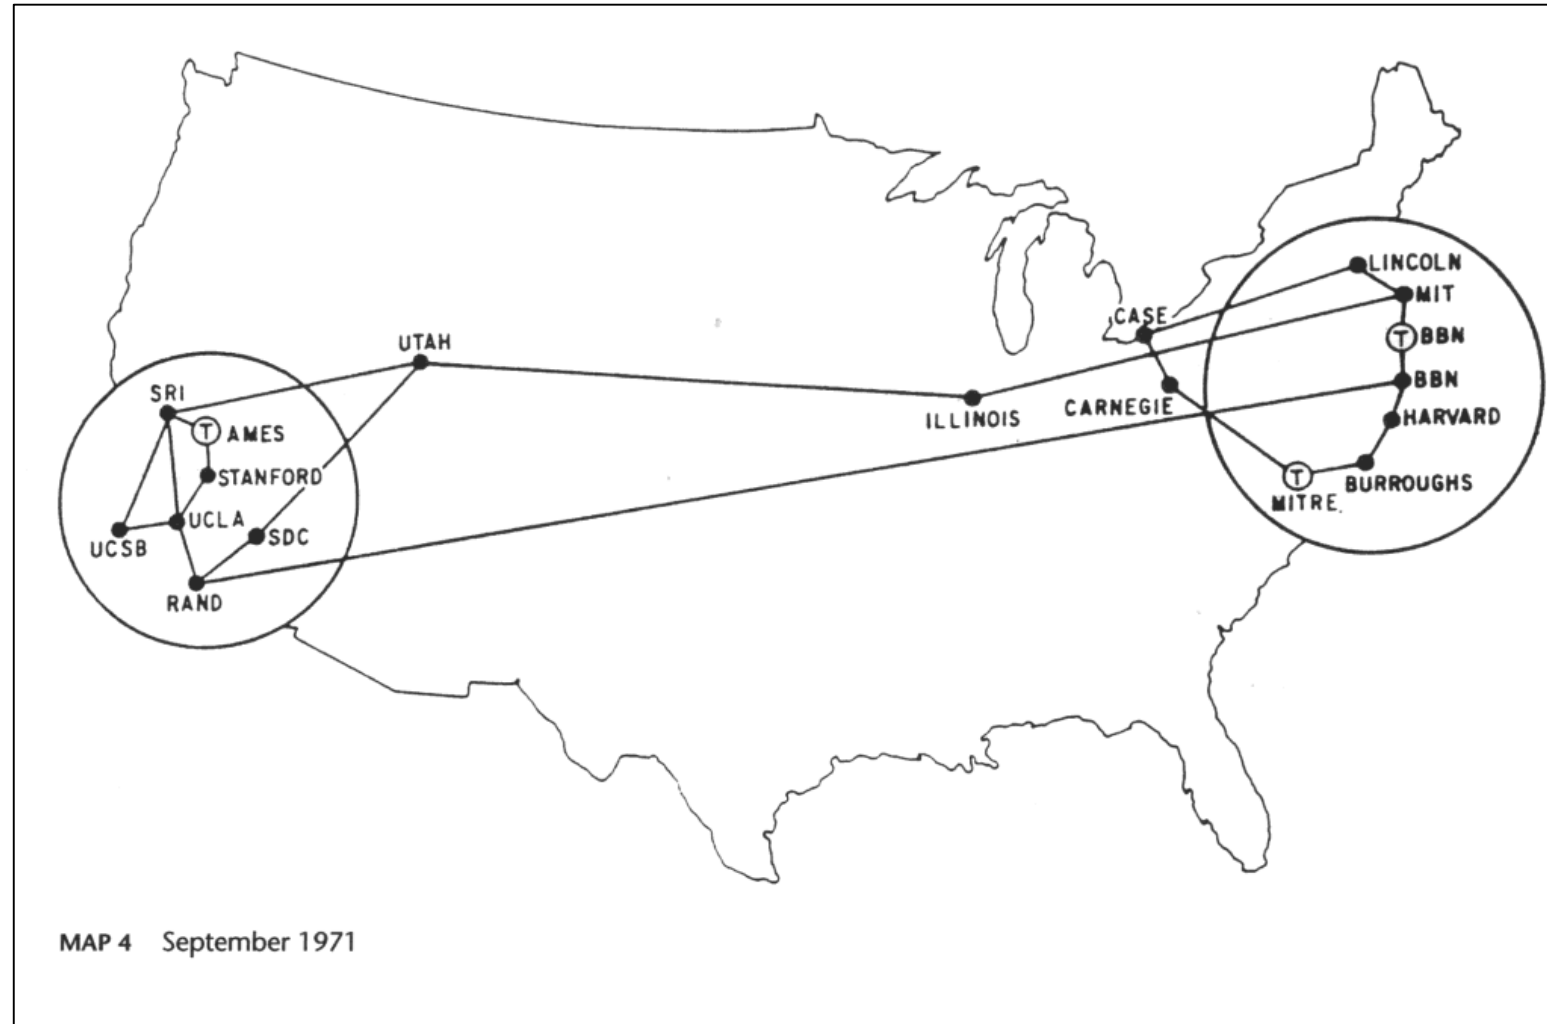 LINCOLN
MIT
CASE
T BBN
UTAH
BBN
SRI
ILLINOIS
CARNEGIE
HARVARD
T AMES
STANFORD
T
BURROUGHS
MITRE
UCLA
SDC
UCSB
RAND
MAP 4 September 1971